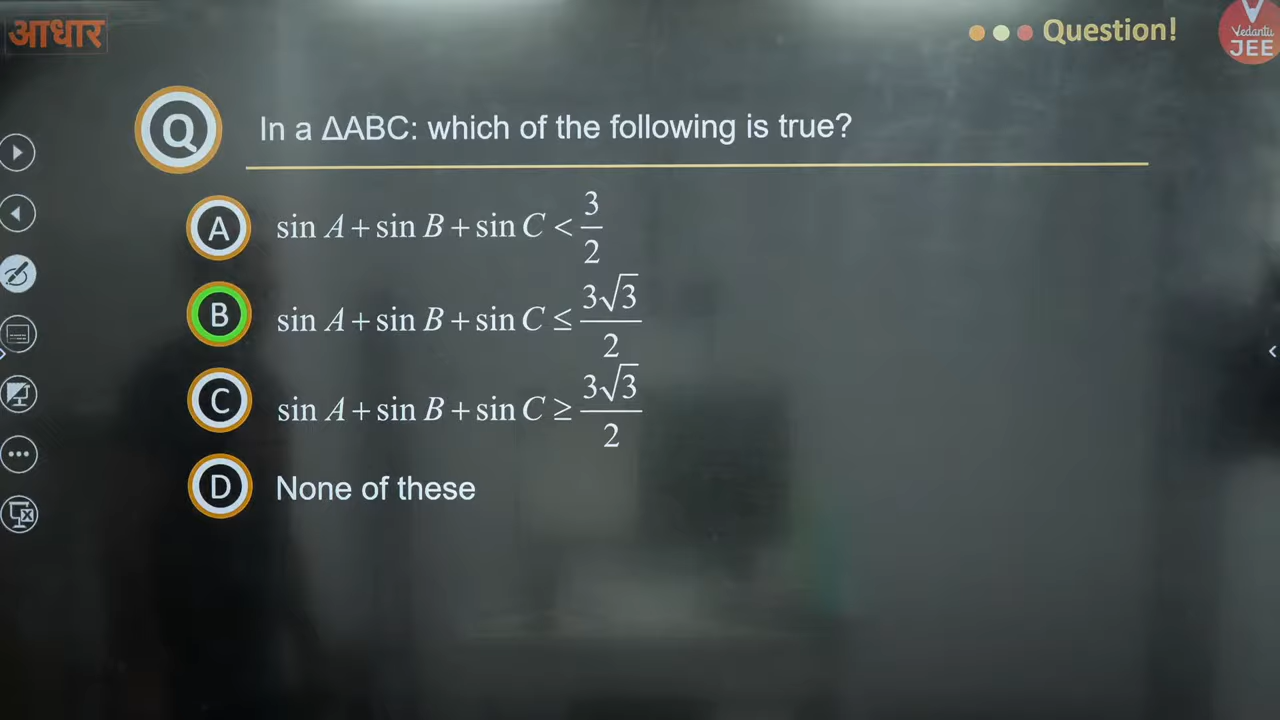 आधार
Question!
Vedantu
JEE
Q In a ΔABC: which of the following is true?
A sin A + sin B + sin C < 3/2
B sin A + sin B + sin C ≤ 3√3/2
C sin A + sin B + sin C ≥ 3√3/2
D None of these